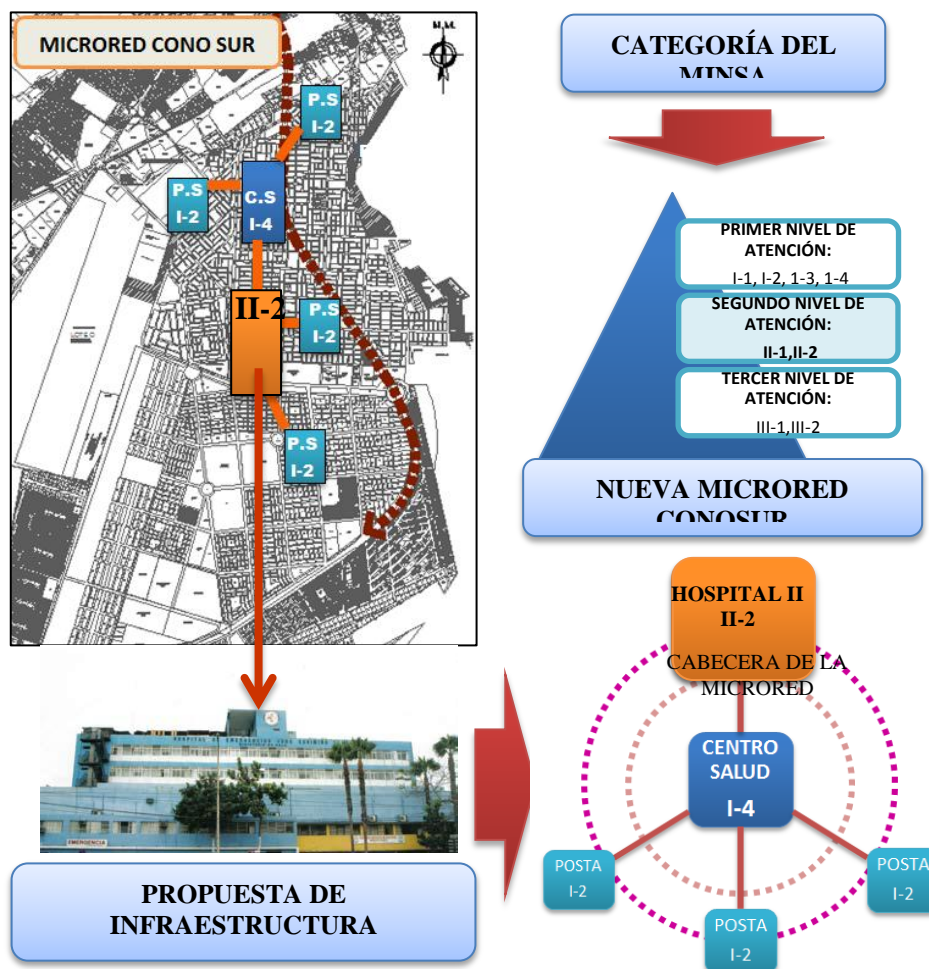 MICRORED CONO SUR
N.M.
P.S
I-2
P.S
I-2
C.S
I-4
II-2
P.S
I-2
P.S
I-2
CATEGORÍA DEL
MINSA
PRIMER NIVEL DE
ATENCIÓN:
I-1, I-2, 1-3, 1-4
SEGUNDO NIVEL DE
ATENCIÓN:
II-1,II-2
TERCER NIVEL DE
ATENCIÓN:
III-1,III-2
NUEVA MICRORED
CONOSUR
HOSPITAL II
II-2
CABECERA DE LA
MICRORED
CENTRO
SALUD
I-4
POSTA
I-2
POSTA
I-2
POSTA
I-2
EMERGENCIA
PROPUESTA DE
INFRAESTRUCTURA